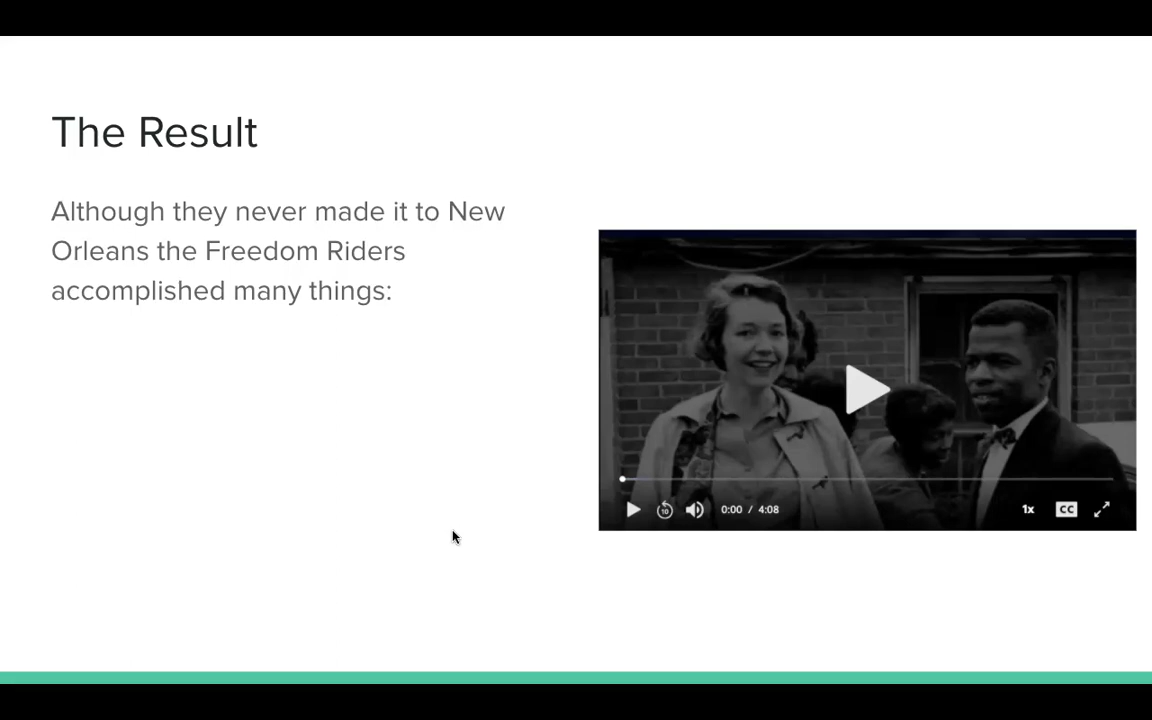 The Result
Although they never made it to New
Orleans the Freedom Riders
accomplished many things:
10
0:00 / 4:08
1x
CC